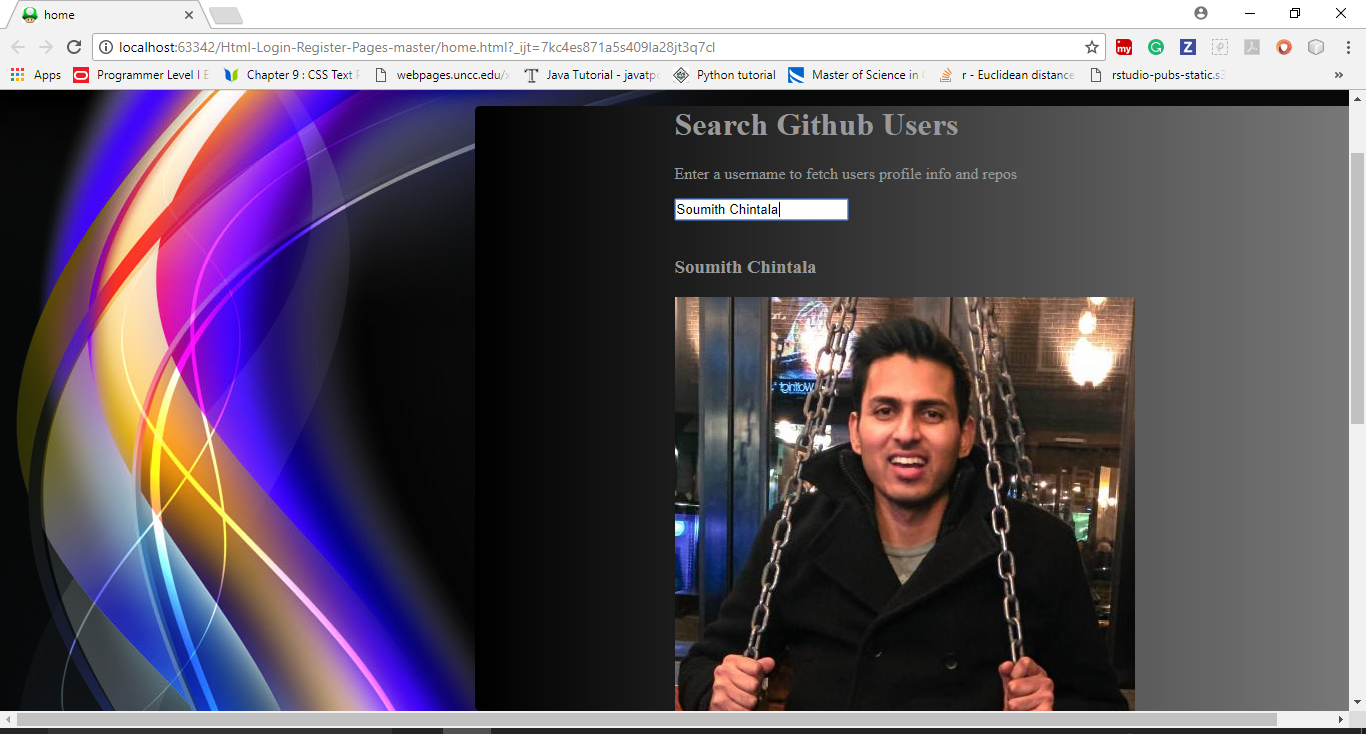 home
localhost:63342/Html-Login-Register-Pages-master/home.html?_ijt=7kc4es871a5s409la28jt3q7cl
my Z
Apps Programmer Level I E Chapter 9 : CSS Text F webpages.uncc.edu/ Java Tutorial - javatp Python tutorial Master of Science in r - Euclidean distance rstudio-pubs-static.s3 »
Search Github Users
Enter a username to fetch users profile info and repos
Soumith Chintala
Soumith Chintala